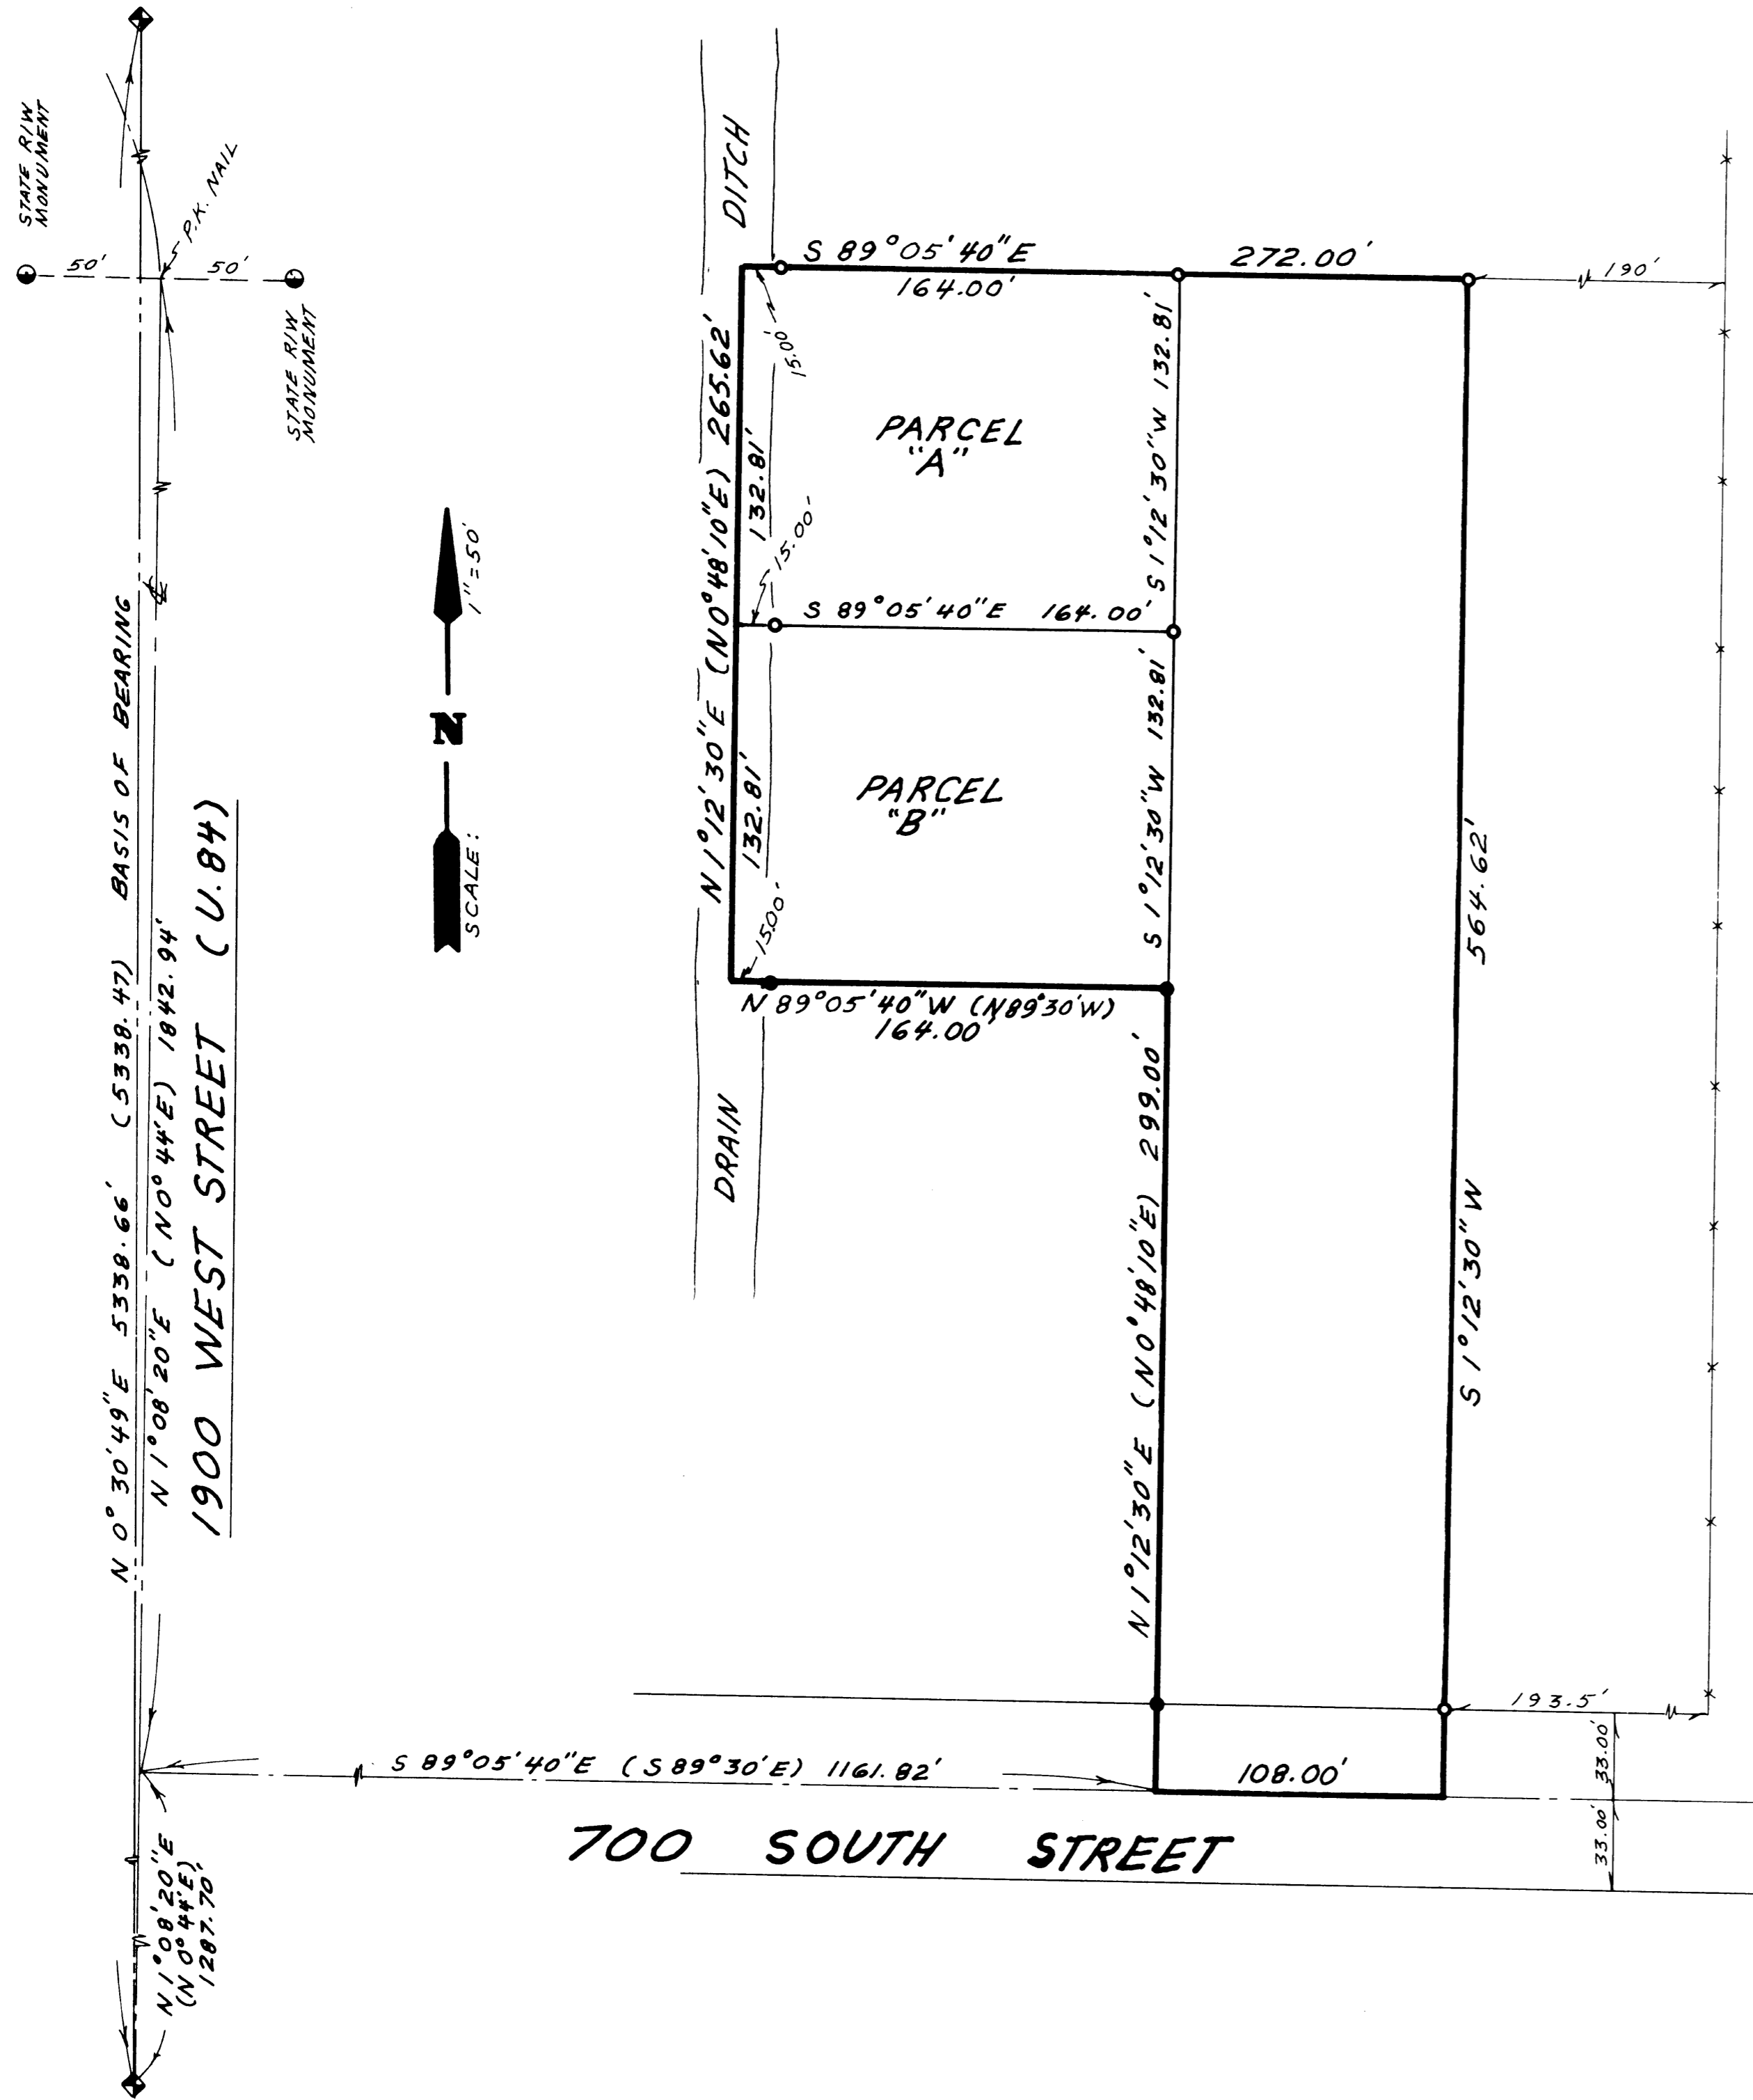 STATE R/W
MONUMENT
P.K. NAIL
50'
50'
STATE R/W
MONUMENT
DITCH
S 89°05'40"E
272.00'
164.00'
190'
15.00'
N 1°12'30"E (N0°48'10"E) 265.62'
132.81'
PARCEL
"A"
S 1°12'30"W 132.81'
1"=50'
15.00'
S 89°05'40"E 164.00'
N
SCALE:
N 0°30'49"E 5338.66' (5338.47) BASIS OF BEARING
N 1°08'20"E (N0°44'E) 1842.94'
1900 WEST STREET (U.84)
132.81'
PARCEL
"B"
S 1°12'30"W 132.81'
15.00'
N 89°05'40"W (N89°30'W)
164.00'
564.62'
S 1°12'30"W
DRAIN
N 1°12'30"E (N0°48'10"E) 299.00'
193.5'
S 89°05'40"E (S89°30'E) 1161.82'
108.00'
33.00'
33.00'
700 SOUTH STREET
N 1°08'20"E
(N0°44'E)
1287.70'